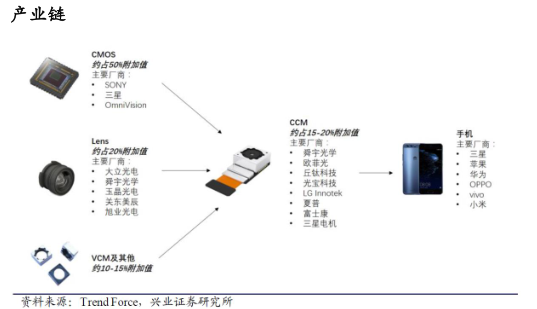 产业链
CMOS
约占50%附加值
主要厂商：
• SONY
• 三星
• OmniVision
Lens
约占20%附加值
主要厂商：
• 大立光电
• 舜宇光学
• 玉晶光电
• 关东美辰
• 旭业光电
VCM及其他
约10-15%附加值
CCM
约占15-20%附加值
主要厂商：
• 舜宇光学
• 欧菲光
• 丘钛科技
• 光宝科技
• LG Innotek
• 夏普
• 富士康
• 三星电机
手机
主要厂商：
• 三星
• 苹果
• 华为
• OPPO
• vivo
• 小米
资料来源：TrendForce，兴业证券研究所